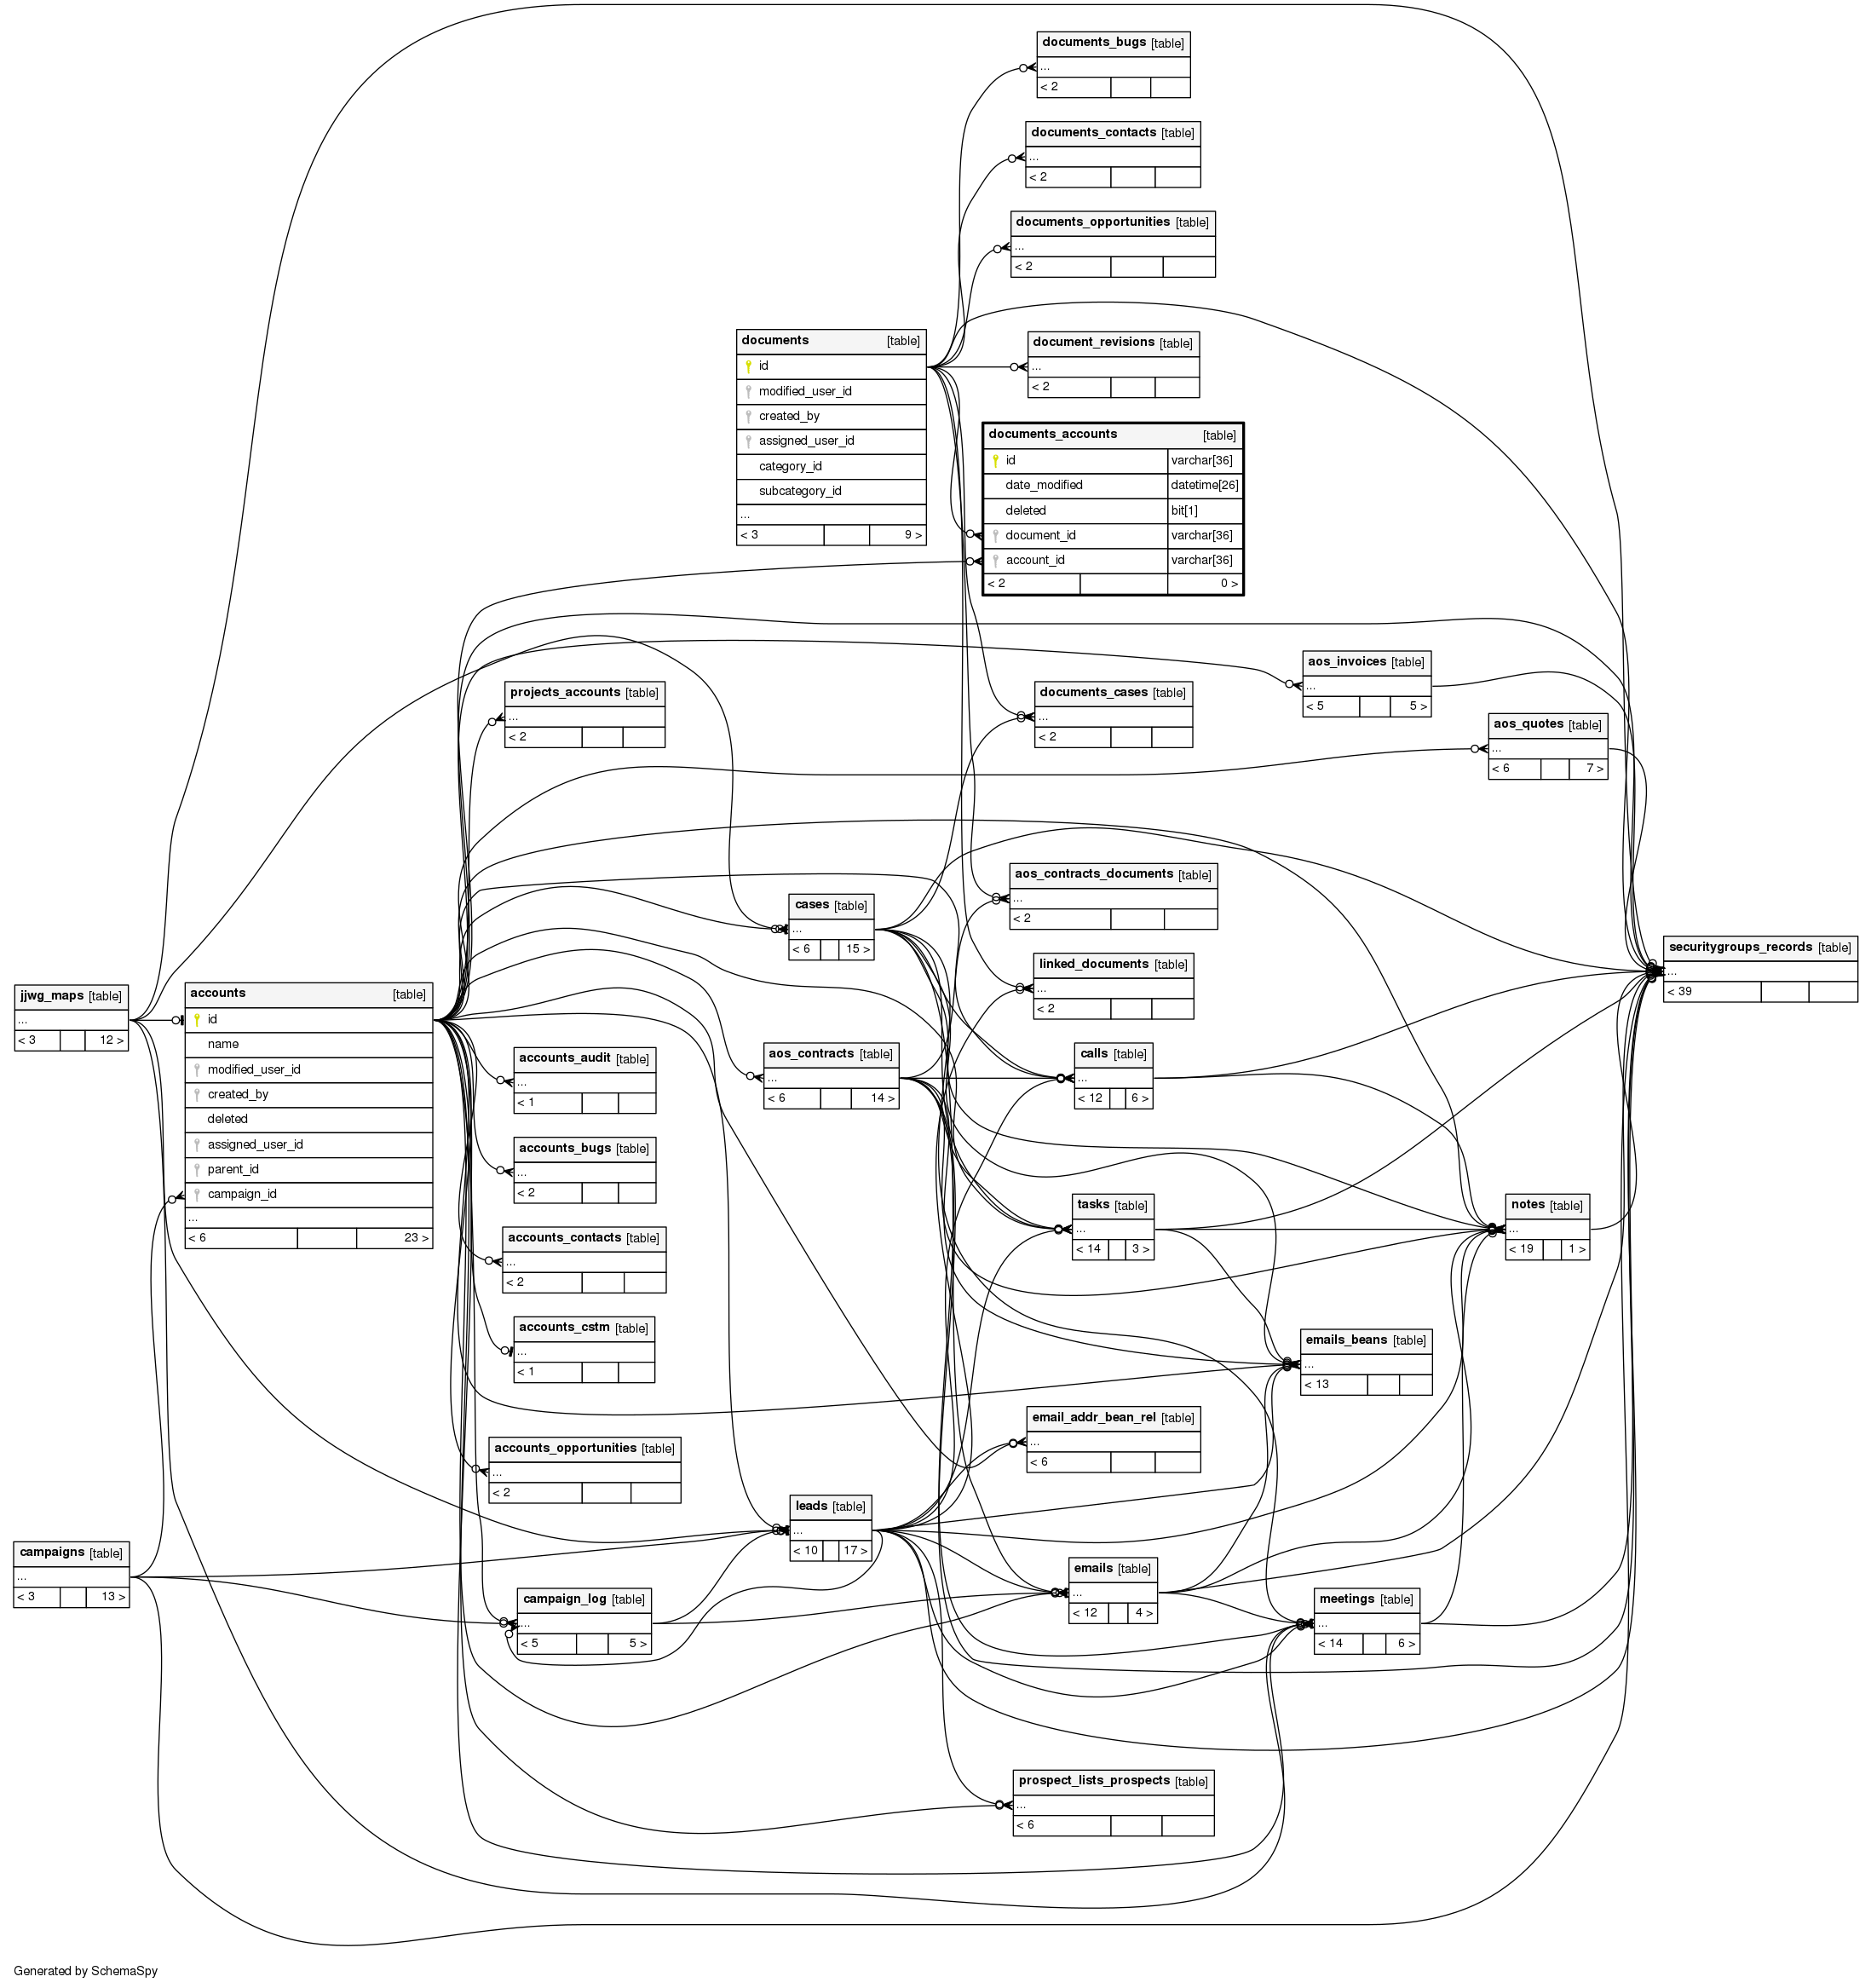 documents_bugs [table]
...
< 2
documents_contacts [table]
...
< 2
documents_opportunities [table]
...
< 2
documents [table]
id
modified_user_id
created_by
assigned_user_id
category_id
subcategory_id
...
< 3 9 >
document_revisions [table]
...
< 2
documents_accounts [table]
id varchar[36]
date_modified datetime[26]
deleted bit[1]
document_id varchar[36]
account_id varchar[36]
< 2 0 >
aos_invoices [table]
...
< 5 5 >
projects_accounts [table]
...
< 2
documents_cases [table]
...
< 2
aos_quotes [table]
...
< 6 7 >
aos_contracts_documents [table]
...
< 2
cases [table]
...
< 6 15 >
securitygroups_records [table]
...
< 39
linked_documents [table]
...
< 2
jjwg_maps [table]
...
< 3 12 >
accounts [table]
id
name
modified_user_id
created_by
deleted
assigned_user_id
parent_id
campaign_id
...
< 6 23 >
accounts_audit [table]
...
< 1
aos_contracts [table]
...
< 6 14 >
calls [table]
...
< 12 6 >
accounts_bugs [table]
...
< 2
tasks [table]
...
< 14 3 >
notes [table]
...
< 19 1 >
accounts_contacts [table]
...
< 2
accounts_cstm [table]
...
< 1
emails_beans [table]
...
< 13
email_addr_bean_rel [table]
...
< 6
accounts_opportunities [table]
...
< 2
leads [table]
...
< 10 17 >
campaigns [table]
...
< 3 13 >
emails [table]
...
< 12 4 >
campaign_log [table]
...
< 5 5 >
meetings [table]
...
< 14 6 >
prospect_lists_prospects [table]
...
< 6
Generated by SchemaSpy